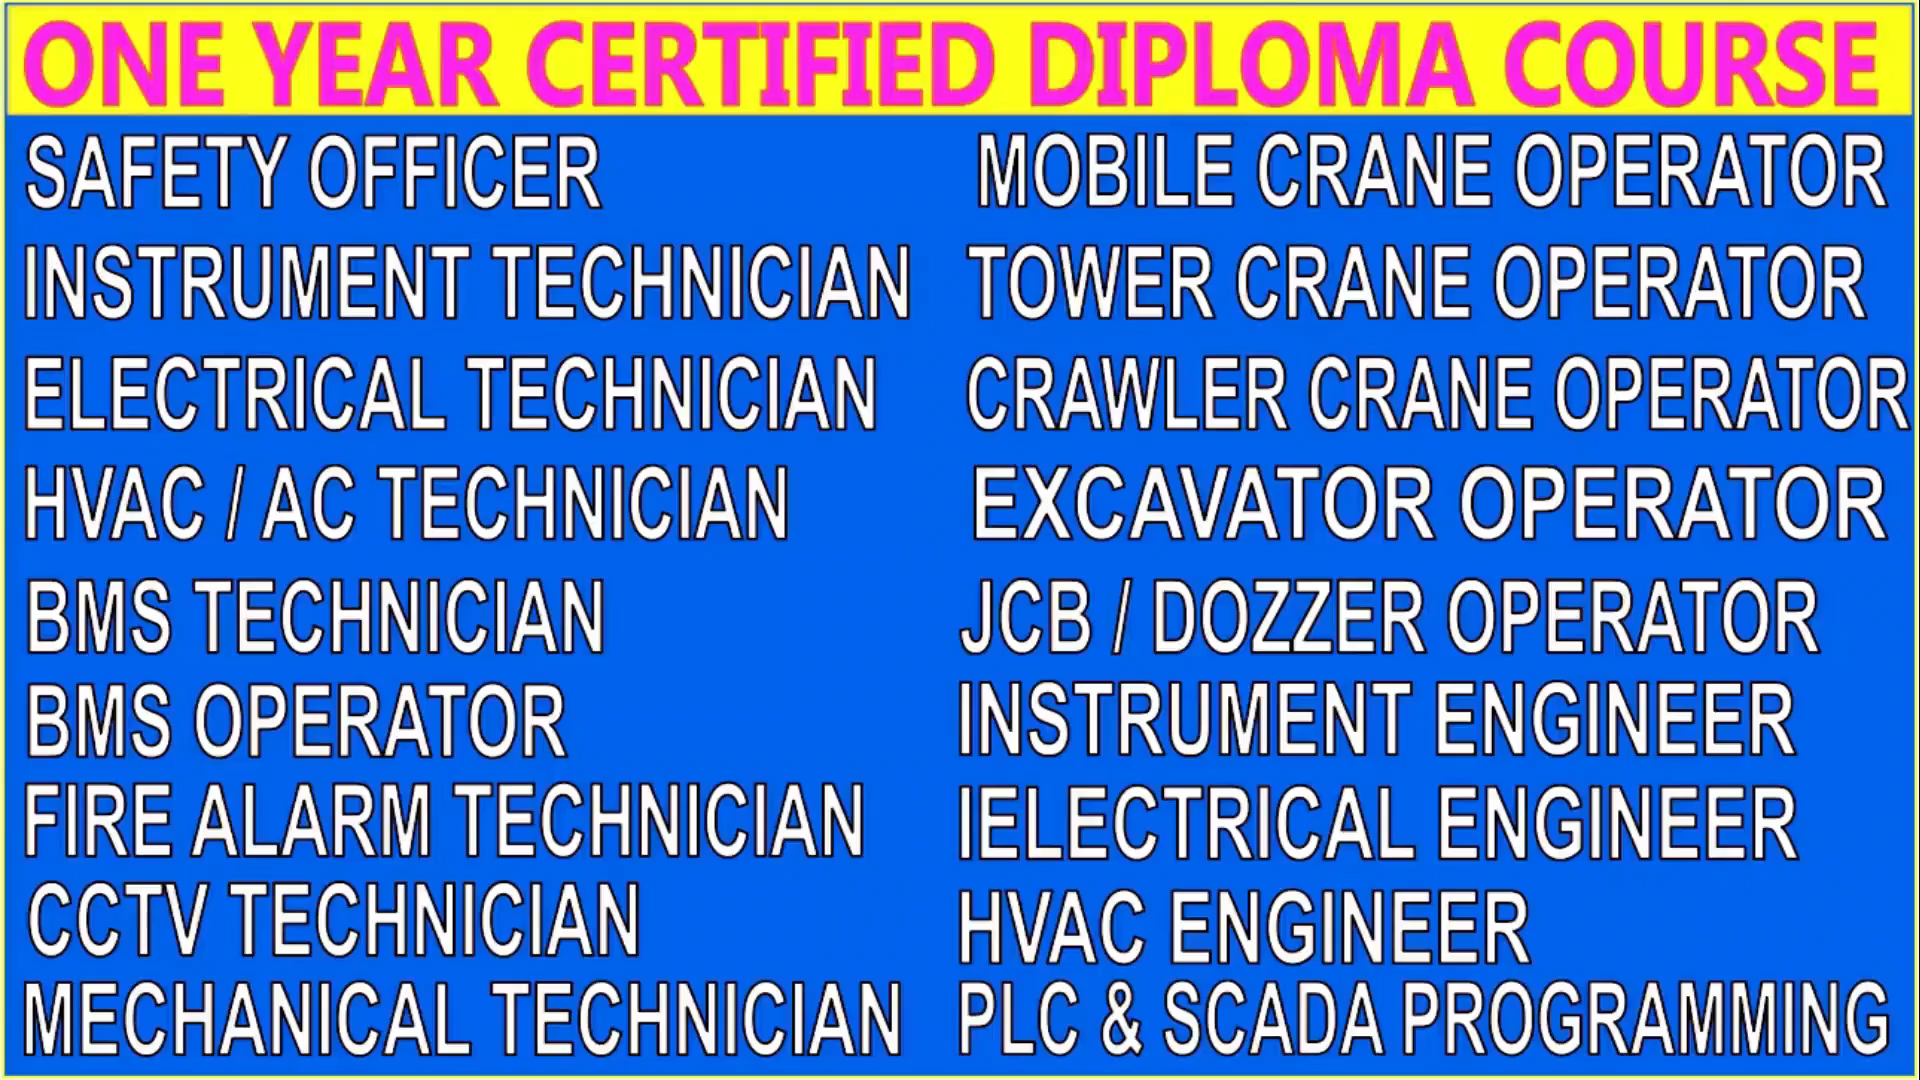 ONE YEAR CERTIFIED DIPLOMA COURSE
SAFETY OFFICER
INSTRUMENT TECHNICIAN
ELECTRICAL TECHNICIAN
HVAC / AC TECHNICIAN
BMS TECHNICIAN
BMS OPERATOR
FIRE ALARM TECHNICIAN
CCTV TECHNICIAN
MECHANICAL TECHNICIAN
MOBILE CRANE OPERATOR
TOWER CRANE OPERATOR
CRAWLER CRANE OPERATOR
EXCAVATOR OPERATOR
JCB / DOZZER OPERATOR
INSTRUMENT ENGINEER
IELECTRICAL ENGINEER
HVAC ENGINEER
PLC & SCADA PROGRAMMING